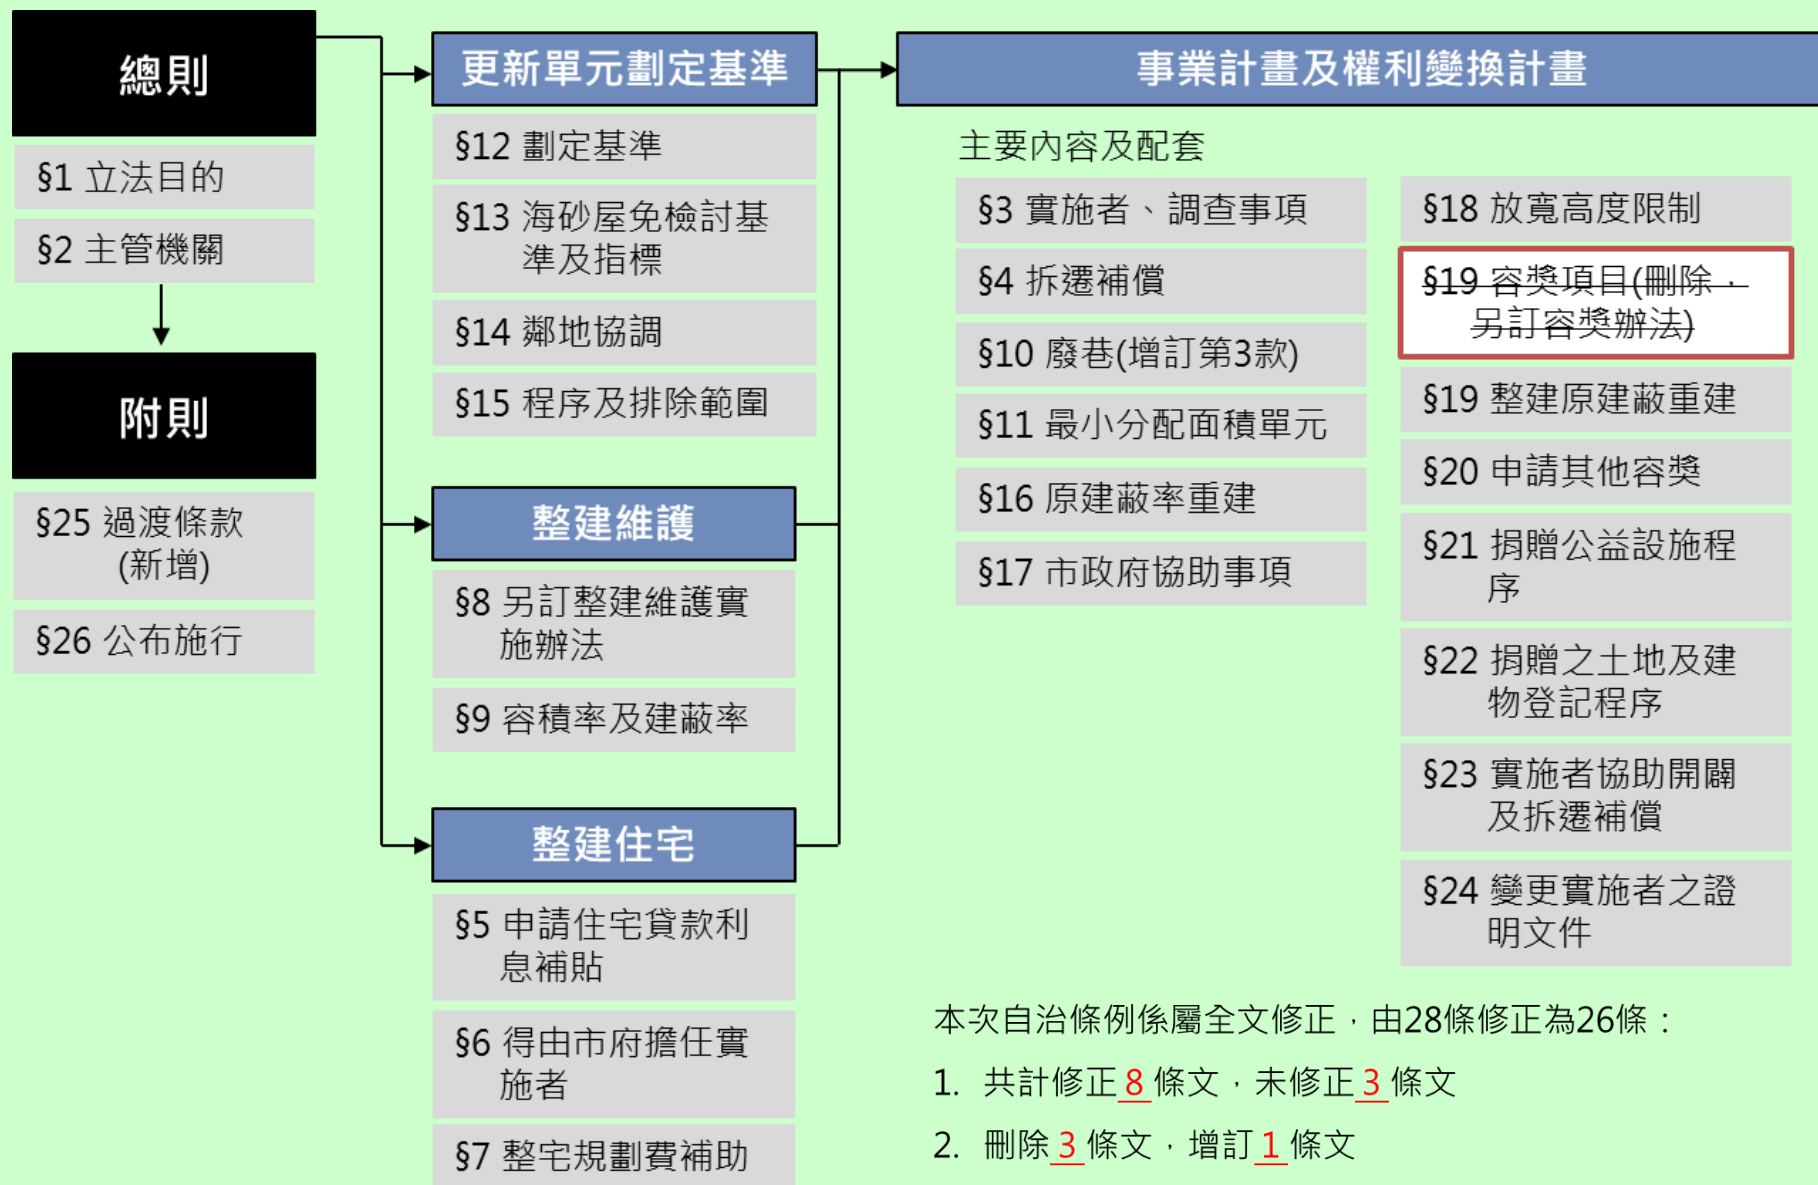 總則
§1 立法目的
§2 主管機關
附則
§25 過渡條款
(新增)
§26 公布施行
更新單元劃定基準
§12 劃定基準
§13 海砂屋免檢討基
準及指標
§14 鄰地協調
§15 程序及排除範圍
整建維護
§8 另訂整建維護實
施辦法
§9 容積率及建蔽率
整建住宅
§5 申請住宅貸款利
息補貼
§6 得由市府擔任實
施者
§7 整宅規劃費補助
事業計畫及權利變換計畫
主要內容及配套
§3 實施者、調查事項
§4 拆遷補償
§10 廢巷(增訂第3款)
§11 最小分配面積單元
§16 原建蔽率重建
§17 市政府協助事項
§18 放寬高度限制
§19 容獎項目(刪除，
另訂容獎辦法)
§19 整建原建蔽重建
§20 申請其他容獎
§21 捐贈公益設施程
序
§22 捐贈之土地及建
物登記程序
§23 實施者協助開闢
及拆遷補償
§24 變更實施者之證
明文件
本次自治條例係屬全文修正，由28條修正為26條：
1. 共計修正 8 條文，未修正 3 條文
2. 刪除 3 條文，增訂 1 條文